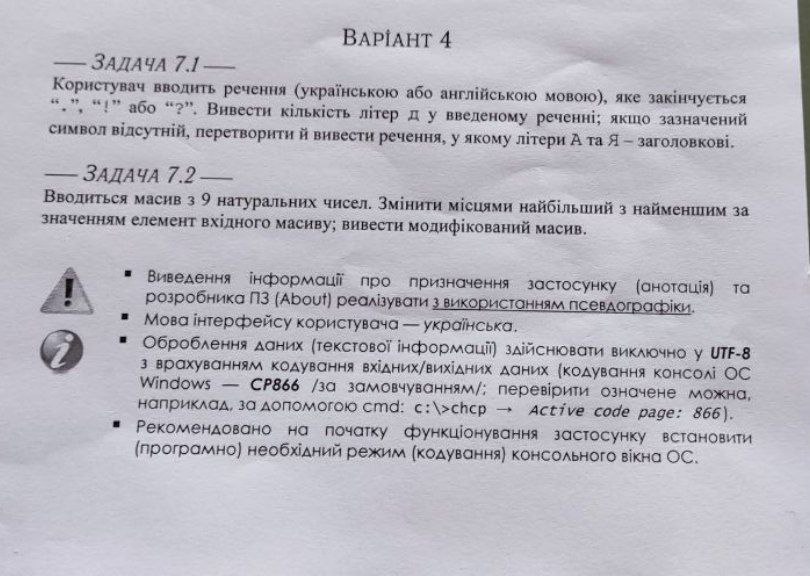 ВАРІАНТ 4
— ЗАДАЧА 7.1 —
Користувач вводить речення (українською або англійською мовою), яке закінчується
“.”, “!” або “?”. Вивести кількість літер д у введеному реченні; якщо зазначений
символ відсутній, перетворити й вивести речення, у якому літери А та Я – заголовкові.
— ЗАДАЧА 7.2 —
Вводиться масив з 9 натуральних чисел. Змінити місцями найбільший з найменшим за
значенням елемент вхідного масиву; вивести модифікований масив.
▪ Виведення інформації про призначення застосунку (анотація) та
розробника ПЗ (About) реалізувати з використанням псевдографіки.
▪ Мова інтерфейсу користувача — українська.
▪ Оброблення даних (текстової інформації) здійснювати виключно у UTF-8
з врахуванням кодування вхідних/вихідних даних (кодування консолі ОС
Windows — CP866 /за замовчуванням/; перевірити означене можна,
наприклад, за допомогою cmd: c:\>chcp → Active code page: 866).
▪ Рекомендовано на початку функціонування застосунку встановити
(програмно) необхідний режим (кодування) консольного вікна ОС.